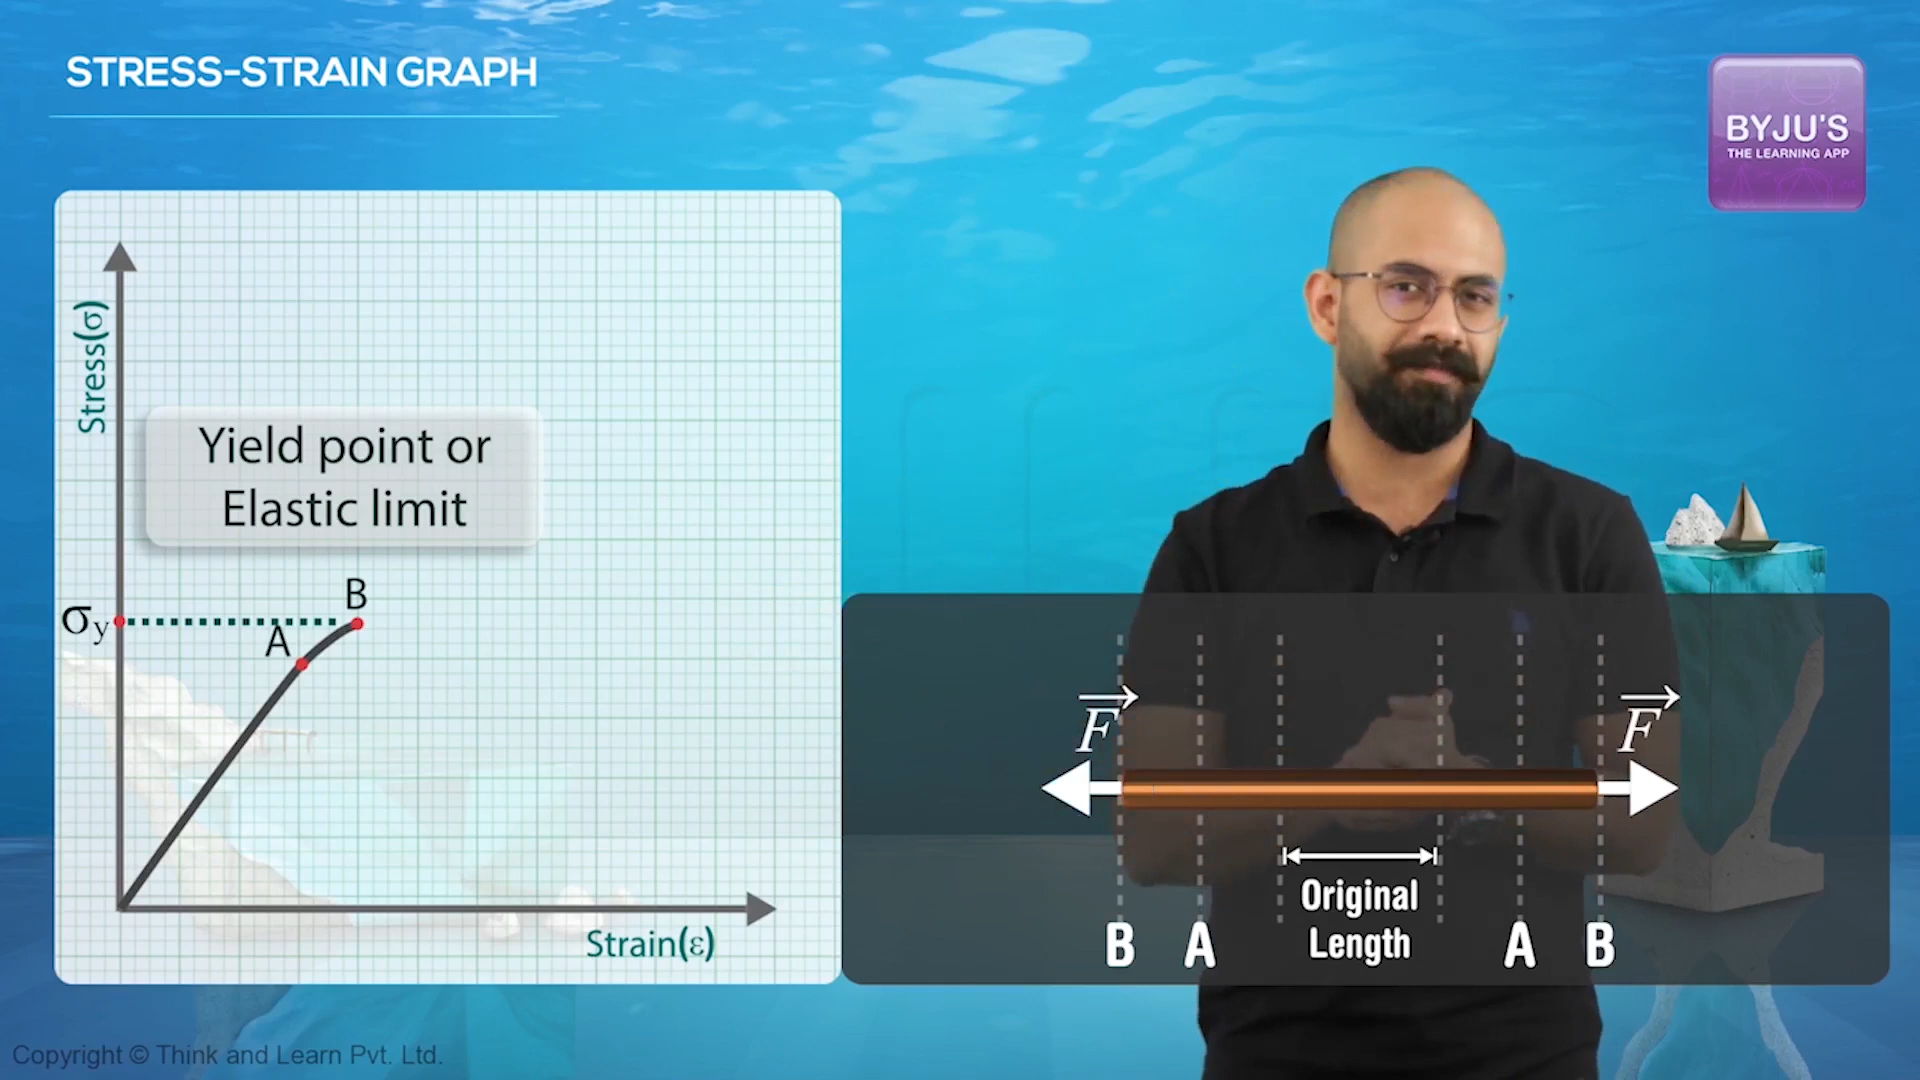 STRESS-STRAIN GRAPH
BYJU'S
THE LEARNING APP
Stress(σ)
Yield point or
Elastic limit
B
σy
A
Strain(ε)
F
F
Original
Length
B A A B
Copyright © Think and Learn Pvt. Ltd.